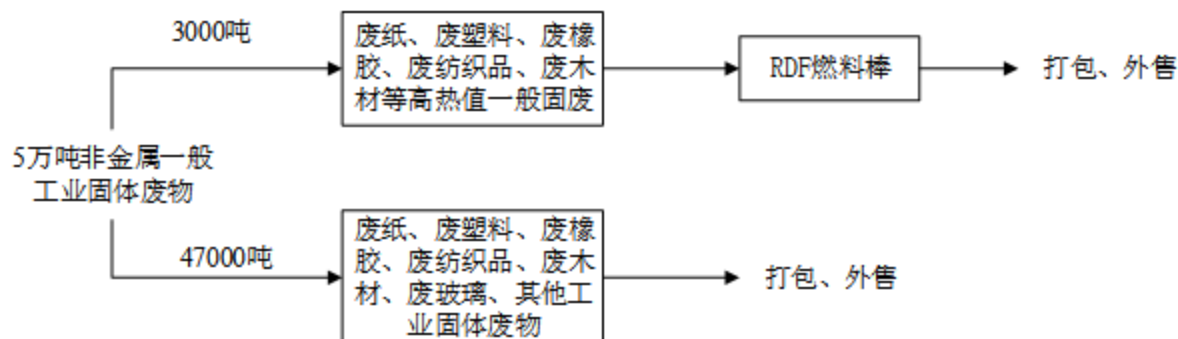 3000吨
废纸、废塑料、废橡
胶、废纺织品、废木
材等高热值一般固废
RDF燃料棒
打包、外售
5万吨非金属一般
工业固体废物
47000吨
废纸、废塑料、废橡
胶、废纺织品、废木
材、废玻璃、其他工
业固体废物
打包、外售